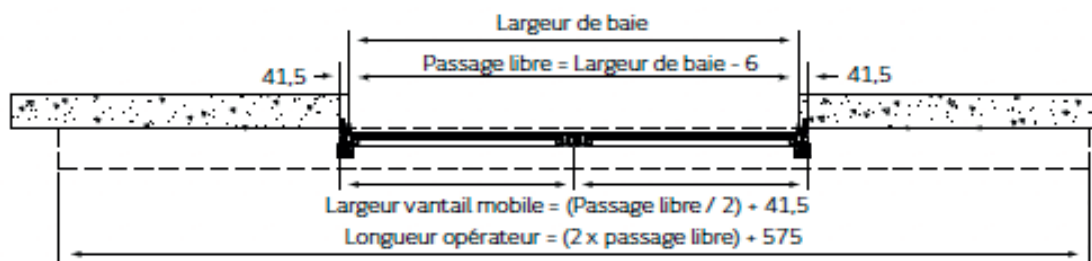 Largeur de baie
Passage libre = Largeur de baie - 6
41,5
41,5
Largeur vantail mobile = (Passage libre / 2) + 41,5
Longueur opérateur = (2 x passage libre) + 575